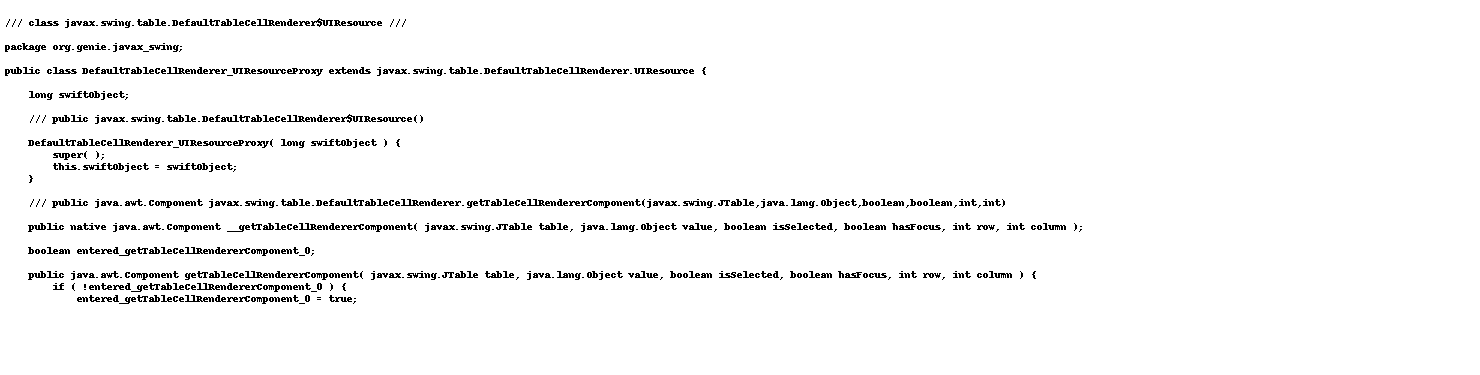 /// class javax.swing.table.DefaultTableCellRenderer$UIResource ///

package org.genie.javax_swing;

public class DefaultTableCellRenderer_UIResourceProxy extends javax.swing.table.DefaultTableCellRenderer.UIResource {

    long swiftObject;

    /// public javax.swing.table.DefaultTableCellRenderer$UIResource()

    DefaultTableCellRenderer_UIResourceProxy( long swiftObject ) {
        super( );
        this.swiftObject = swiftObject;
    }

    /// public java.awt.Component javax.swing.table.DefaultTableCellRenderer.getTableCellRendererComponent(javax.swing.JTable,java.lang.Object,boolean,boolean,int,int)

    public native java.awt.Component __getTableCellRendererComponent( javax.swing.JTable table, java.lang.Object value, boolean isSelected, boolean hasFocus, int row, int column );

    boolean entered_getTableCellRendererComponent_0;

    public java.awt.Component getTableCellRendererComponent( javax.swing.JTable table, java.lang.Object value, boolean isSelected, boolean hasFocus, int row, int column ) {
        if ( !entered_getTableCellRendererComponent_0 ) {
            entered_getTableCellRendererComponent_0 = true;